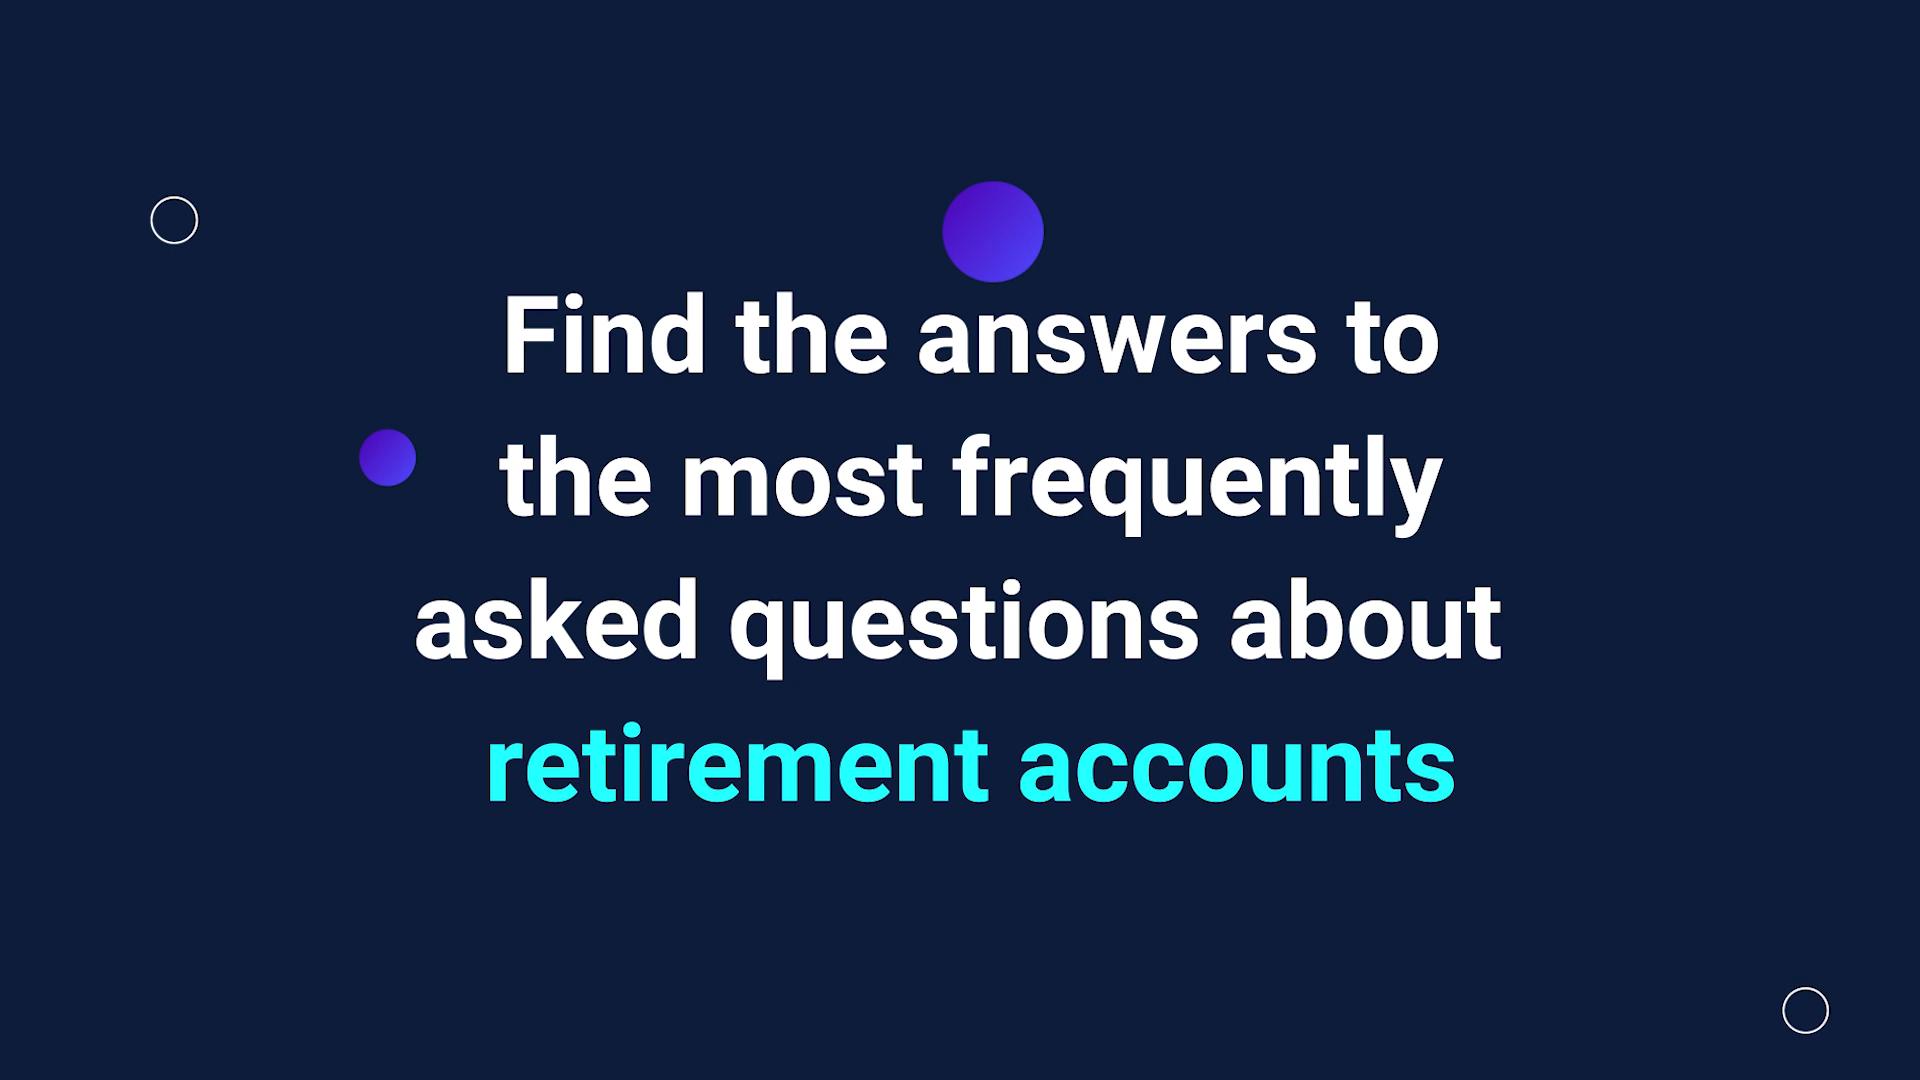 Find the answers to
the most frequently
asked questions about
retirement accounts